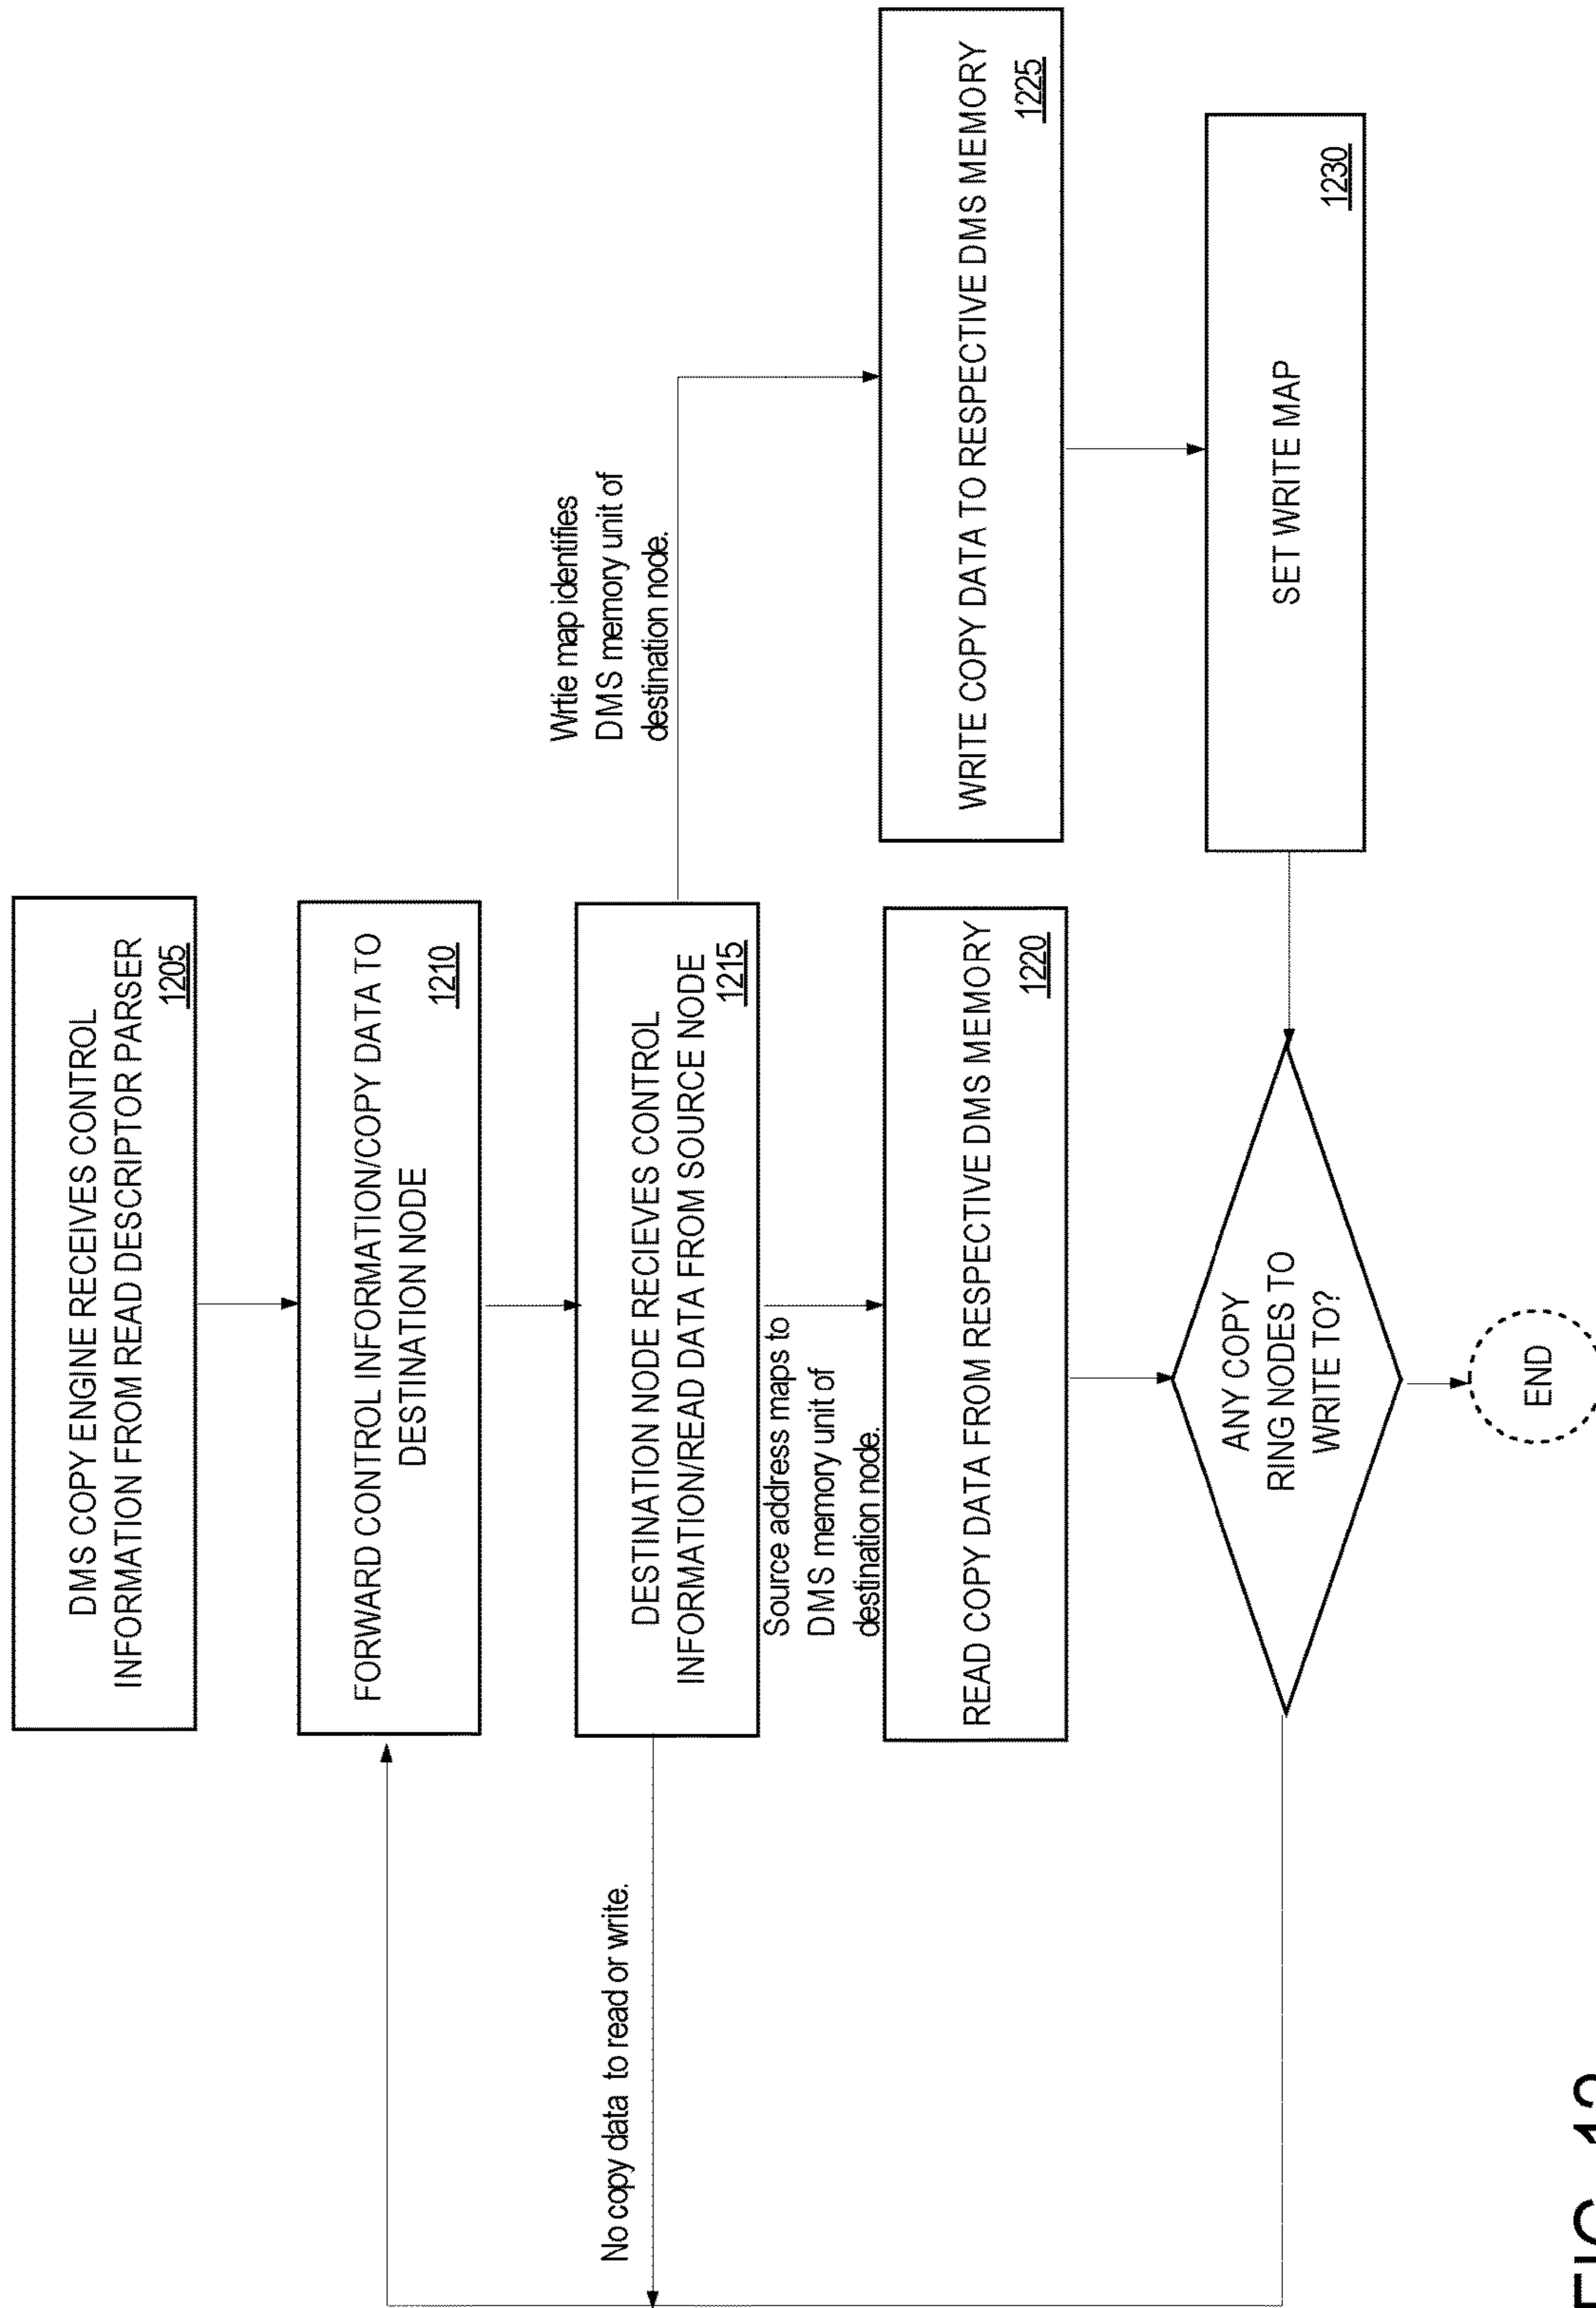 DMS COPY ENGINE RECEIVES CONTROL
INFORMATION FROM READ DESCRIPTOR PARSER
1205
FORWARD CONTROL INFORMATION/COPY DATA TO
DESTINATION NODE
1210
DESTINATION NODE RECIEVES CONTROL
INFORMATION/READ DATA FROM SOURCE NODE
1215
No copy data to read or write.
Wrtie map identifies
DMS memory unit of
destination node.
Source address maps to
DMS memory unit of
destination node.
READ COPY DATA FROM RESPECTIVE DMS MEMORY
1220
WRITE COPY DATA TO RESPECTIVE DMS MEMORY
1225
SET WRITE MAP
1230
ANY COPY
RING NODES TO
WRITE TO?
END
FIG. 12